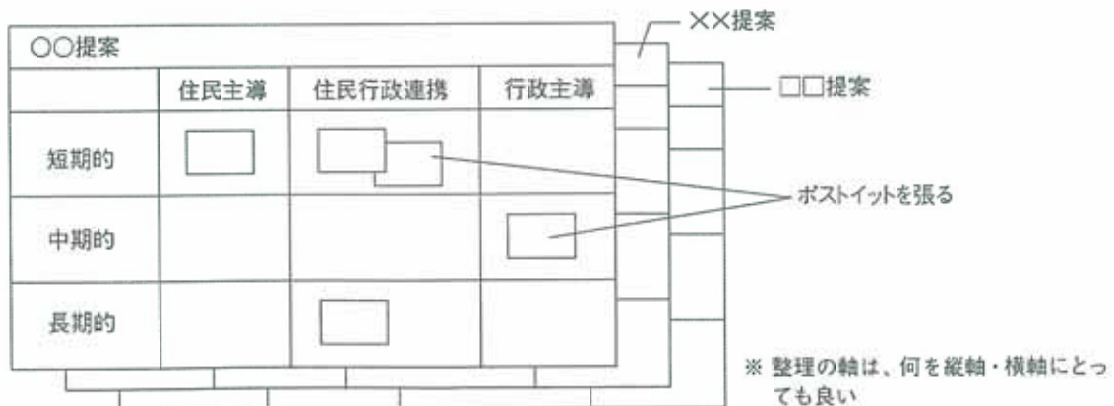 ××提案
○○提案
□□提案
住民主導 住民行政連携 行政主導
短期的
ポストイットを張る
中期的
長期的
※ 整理の軸は、何を縦軸・横軸にとっ
ても良い